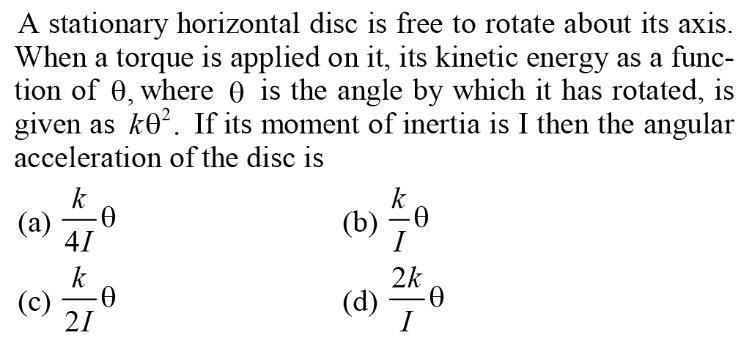 A stationary horizontal disc is free to rotate about its axis.
When a torque is applied on it, its kinetic energy as a func-
tion of θ, where θ is the angle by which it has rotated, is
given as kθ². If its moment of inertia is I then the angular
acceleration of the disc is
(a) k/4I θ (b) k/I θ
(c) k/2I θ (d) 2k/I θ